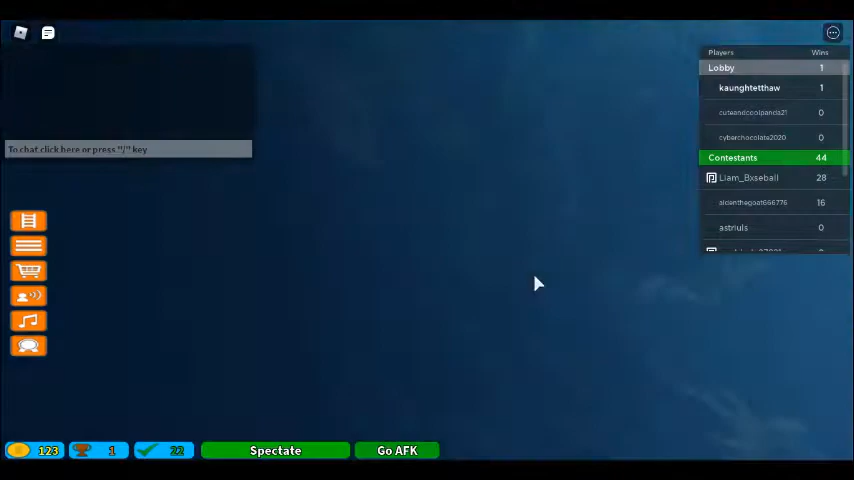 Players Wins
Lobby 1
kaunghtetthaw 1
cuteandcoolpanda21 0
cyberchocolate2020 0
To chat click here or press "/" key
Contestants 44
Liam_Bxseball 28
aidenthegoat666776 16
astriuls 0
123 1 22 Spectate Go AFK